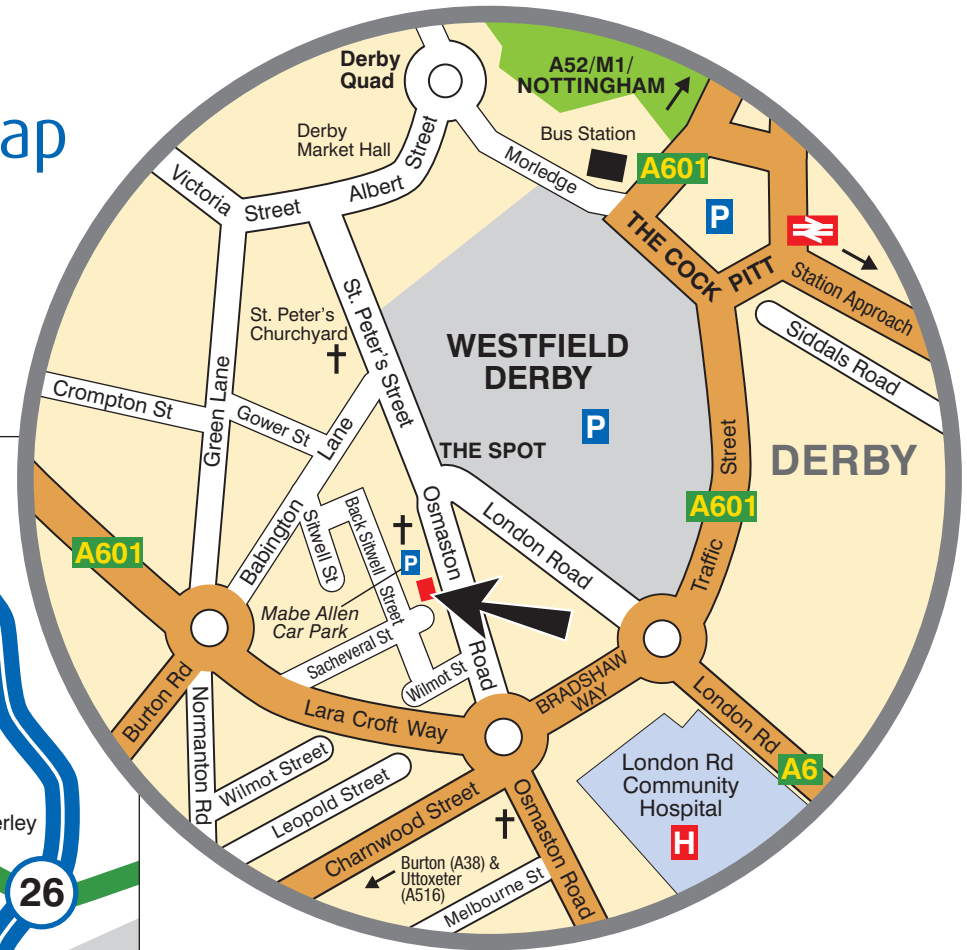 ap
Derby
Quad
A52/M1/
NOTTINGHAM
Derby
Market Hall
Bus Station
Morledge
A601
Victoria Street
Albert Street
P
THE COCK PITT
Station Approach
Siddals Road
St. Peter's
Churchyard
St. Peter's Street
WESTFIELD
DERBY
P
Crompton St
Green Lane
Gower St
Babington Lane
THE SPOT
DERBY
A601
Traffic Street
Osmaston Road
London Road
Sitwell St
Back Sitwell Street
P
A601
Mabe Allen
Car Park
Sacheveral St
Wilmot St
BRADSHAW
WAY
Burton Rd
Normanton Rd
Lara Croft Way
London Rd
A6
Wilmot Street
Leopold Street
London Rd
Community
Hospital
H
Charnwood Street
Osmaston Road
Burton (A38) &
Uttoxeter
(A516)
Melbourne St
erley
26